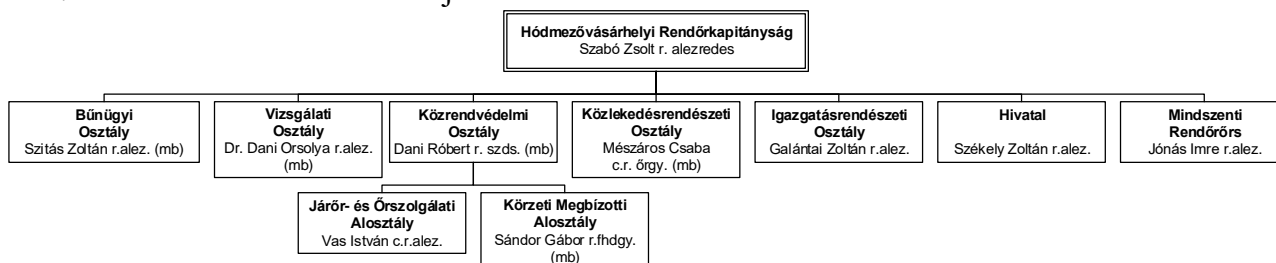 Hódmezővásárhelyi Rendőrkapitányság
Szabó Zsolt r. alezredes
Bűnügyi
Osztály
Szitás Zoltán r.alez. (mb)
Vizsgálati
Osztály
Dr. Dani Orsolya r.alez.
(mb)
Közrendvédelmi
Osztály
Dani Róbert r. szds. (mb)
Közlekedésrendészeti
Osztály
Mészáros Csaba
c.r. őrgy. (mb)
Igazgatásrendészeti
Osztály
Galántai Zoltán r.alez.
Hivatal
Székely Zoltán r.alez.
Mindszenti
Rendőrörs
Jónás Imre r.alez.
Járőr- és Őrszolgálati
Alosztály
Vas István c.r.alez.
Körzeti Megbízotti
Alosztály
Sándor Gábor r.fhdgy.
(mb)